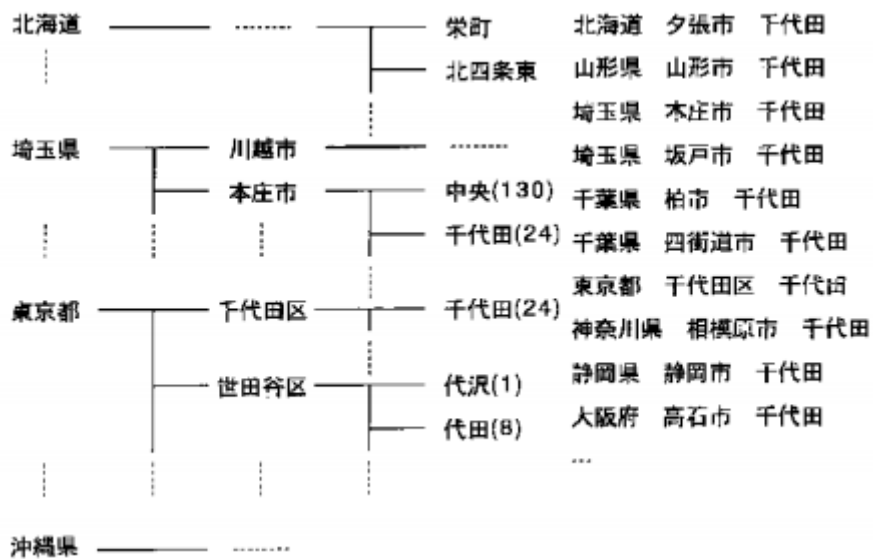 北海道
栄町
北四条東
埼玉県 川越市
本庄市 中央(130)
千代田(24)
東京都 千代田区 千代田(24)
世田谷区 代沢(1)
代田(8)
沖縄県
北海道 夕張市 千代田
山形県 山形市 千代田
埼玉県 本庄市 千代田
埼玉県 坂戸市 千代田
千葉県 柏市 千代田
千葉県 四街道市 千代田
東京都 千代田区 千代田
神奈川県 相模原市 千代田
静岡県 静岡市 千代田
大阪府 高石市 千代田
...